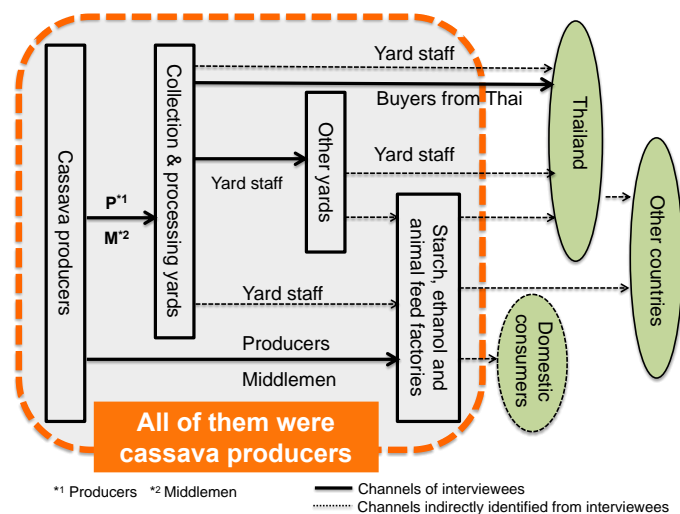 Cassava producers
P*1
M*2
Collection & processing yards
Yard staff
Buyers from Thai
Yard staff
Other yards
Yard staff
Yard staff
Producers
Middlemen
Starch, ethanol and
animal feed factories
Thailand
Other countries
Domestic
consumers
All of them were
cassava producers
*1 Producers *2 Middlemen
Channels of interviewees
Channels indirectly identified from interviewees